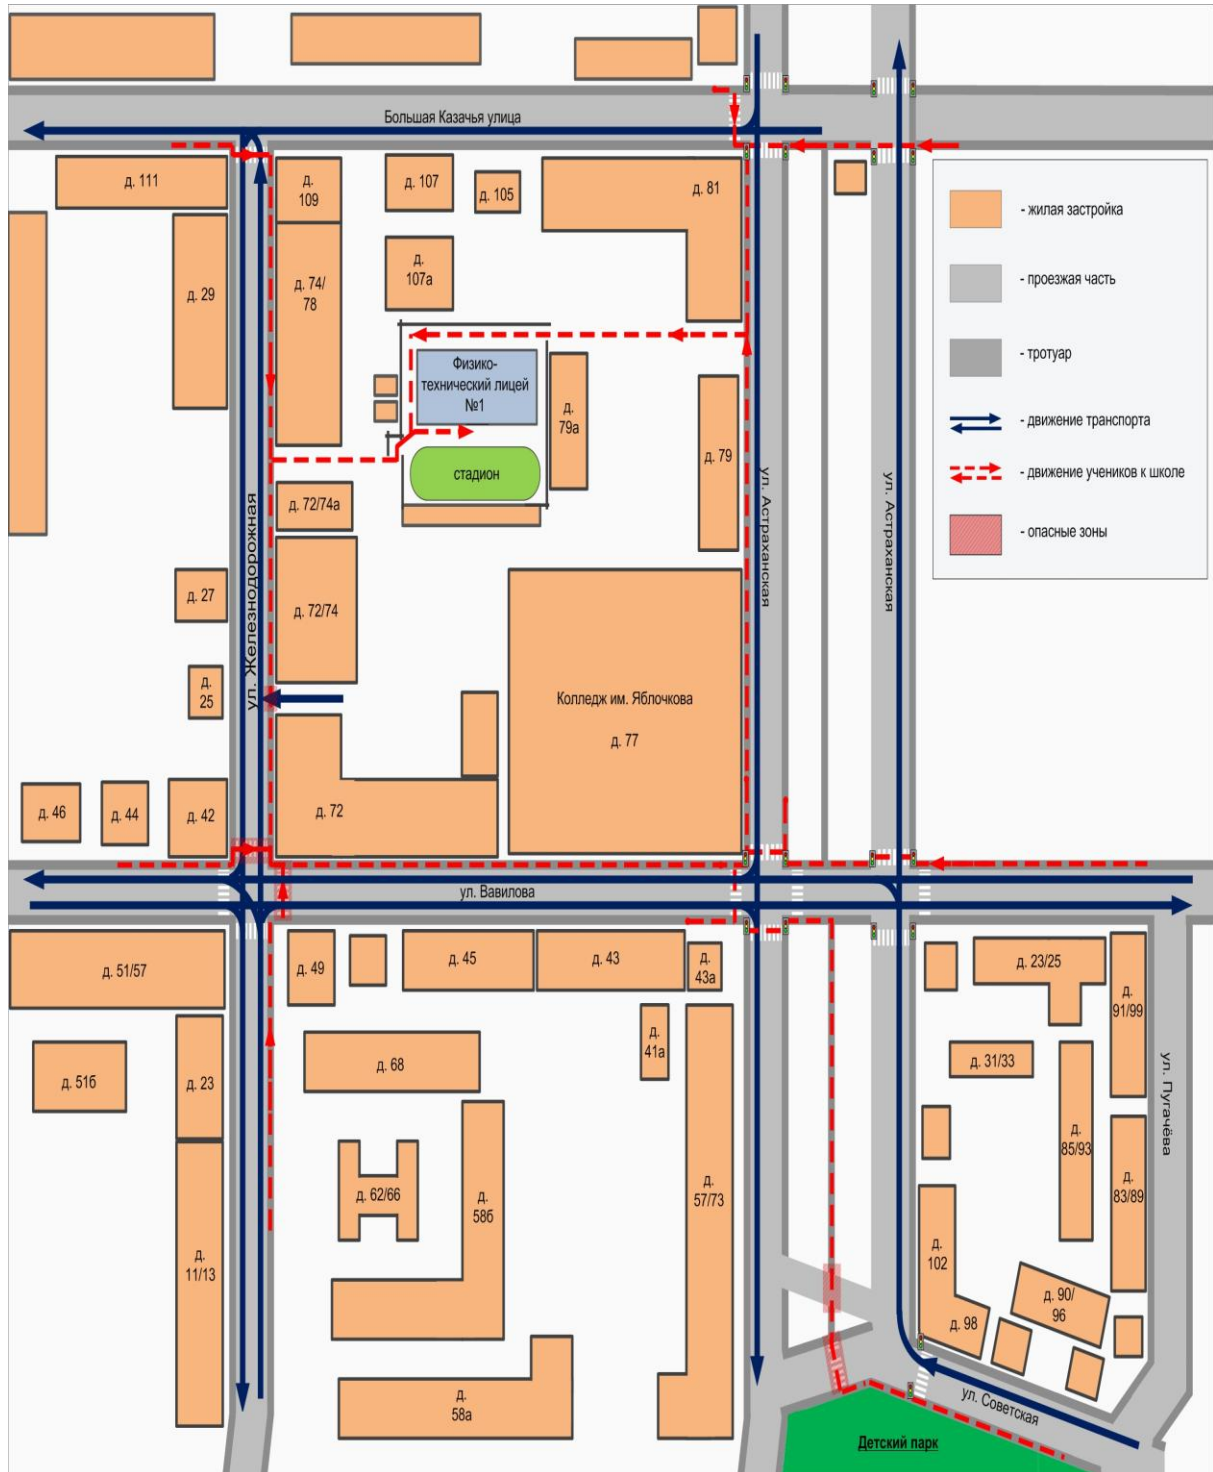 Большая Казачья улица
д. 111
д.
109
д. 107
д. 105
д. 81
д. 29
д. 74/
78
д.
107а
Физико-
технический лицей
№1
стадион
д.
79а
д. 79
д. 72/74а
д. 72/74
д. 27
д.
25
ул. Железнодорожная
ул. Астраханская
ул. Астраханская
- жилая застройка
- проезжая часть
- тротуар
- движение транспорта
- движение учеников к школе
- опасные зоны
Колледж им. Яблочкова
д. 77
д. 46
д. 44
д. 42
д. 72
ул. Вавилова
д. 51/57
д. 49
д. 45
д. 43
д.
43а
д. 23/25
д.
91/99
д. 51б
д. 23
д. 68
д.
41а
д. 31/33
д.
85/93
ул. Пугачёва
д. 62/66
д.
58б
д.
57/73
д.
83/89
д.
11/13
д.
102
д. 98
д. 90/
96
д.
58а
ул. Советская
Детский парк